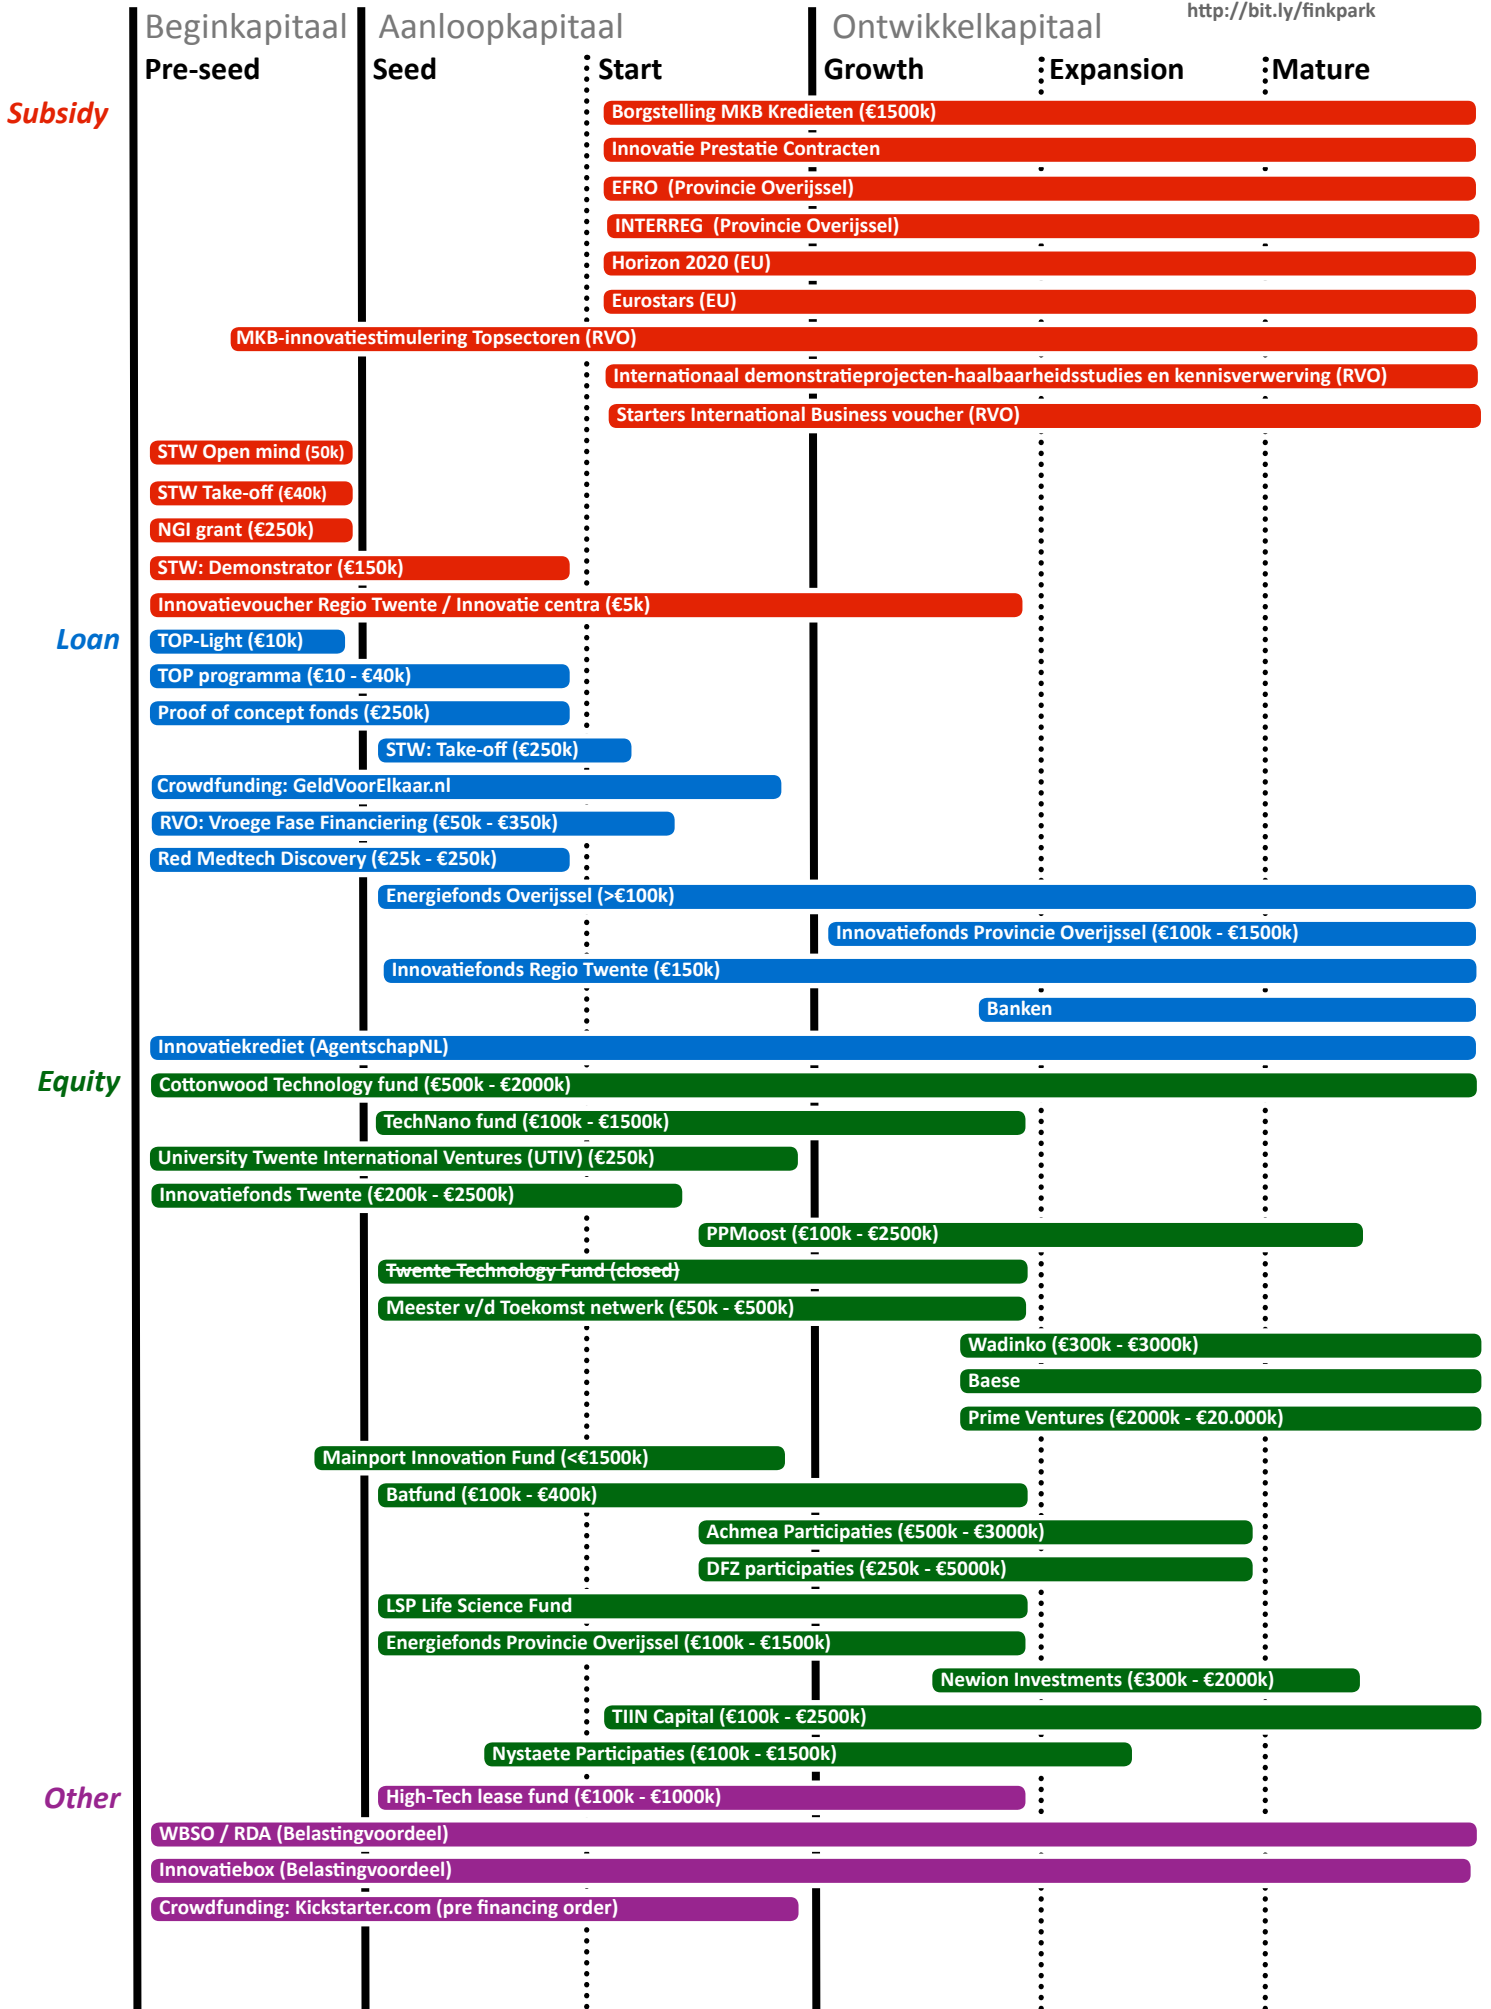 http://bit.ly/finkpark
Beginkapitaal Aanloopkapitaal Ontwikkelkapitaal
Pre-seed Seed Start Growth Expansion Mature
Subsidy
Borgstelling MKB Kredieten (€1500k)
Innovatie Prestatie Contracten
EFRO (Provincie Overijssel)
INTERREG (Provincie Overijssel)
Horizon 2020 (EU)
Eurostars (EU)
MKB-innovatiestimulering Topsectoren (RVO)
Internationaal demonstratieprojecten-haalbaarheidsstudies en kennisverwerving (RVO)
Starters International Business voucher (RVO)
STW Open mind (50k)
STW Take-off (€40k)
NGI grant (€250k)
STW: Demonstrator (€150k)
Innovatievoucher Regio Twente / Innovatie centra (€5k)
Loan
TOP-Light (€10k)
TOP programma (€10 - €40k)
Proof of concept fonds (€250k)
STW: Take-off (€250k)
Crowdfunding: GeldVoorElkaar.nl
RVO: Vroege Fase Financiering (€50k - €350k)
Red Medtech Discovery (€25k - €250k)
Energiefonds Overijssel (>€100k)
Innovatiefonds Provincie Overijssel (€100k - €1500k)
Innovatiefonds Regio Twente (€150k)
Banken
Innovatiekrediet (AgentschapNL)
Equity
Cottonwood Technology fund (€500k - €2000k)
TechNano fund (€100k - €1500k)
University Twente International Ventures (UTIV) (€250k)
Innovatiefonds Twente (€200k - €2500k)
PPMoost (€100k - €2500k)
Twente Technology Fund (closed)
Meester v/d Toekomst netwerk (€50k - €500k)
Wadinko (€300k - €3000k)
Baese
Prime Ventures (€2000k - €20.000k)
Mainport Innovation Fund (<€1500k)
Batfund (€100k - €400k)
Achmea Participaties (€500k - €3000k)
DFZ participaties (€250k - €5000k)
LSP Life Science Fund
Energiefonds Provincie Overijssel (€100k - €1500k)
Newion Investments (€300k - €2000k)
TIIN Capital (€100k - €2500k)
Nystaete Participaties (€100k - €1500k)
Other
High-Tech lease fund (€100k - €1000k)
WBSO / RDA (Belastingvoordeel)
Innovatiebox (Belastingvoordeel)
Crowdfunding: Kickstarter.com (pre financing order)